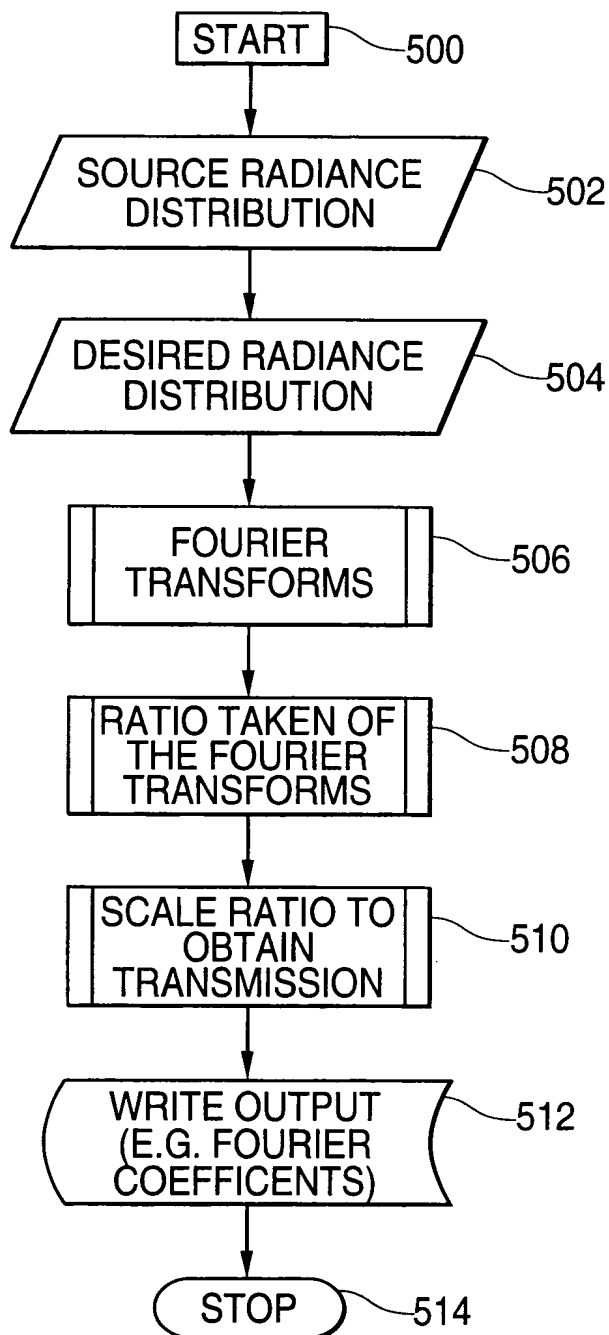 START
500
SOURCE RADIANCE
DISTRIBUTION
502
DESIRED RADIANCE
DISTRIBUTION
504
FOURIER
TRANSFORMS
506
RATIO TAKEN OF
THE FOURIER
TRANSFORMS
508
SCALE RATIO TO
OBTAIN
TRANSMISSION
510
WRITE OUTPUT
(E.G. FOURIER
COEFFICENTS)
512
STOP
514